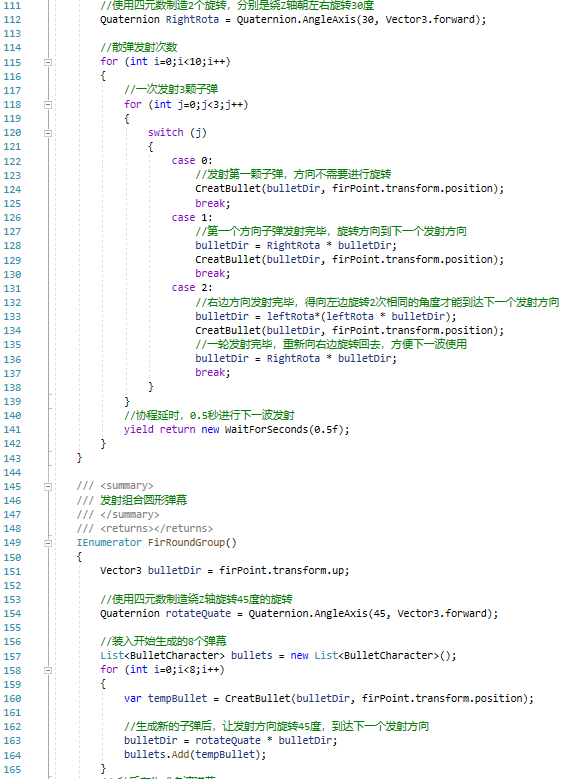 111 //使用四元数制造2个旋转，分别是绕Z轴朝左右旋转30度
112 Quaternion RightRota = Quaternion.AngleAxis(30, Vector3.forward);
113
114 //散弹发射次数
115 for (int i=0;i<10;i++)
116 {
117 //一次发射3颗子弹
118 for (int j=0;j<3;j++)
119 {
120 switch (j)
121 {
122 case 0:
123 //发射第一颗子弹，方向不需要进行旋转
124 CreatBullet(bulletDir, firPoint.transform.position);
125 break;
126 case 1:
127 //第一个方向子弹发射完毕，旋转方向到下一个发射方向
128 bulletDir = RightRota * bulletDir;
129 CreatBullet(bulletDir, firPoint.transform.position);
130 break;
131 case 2:
132 //右边方向发射完毕，得向左边旋转2次相同的角度才能到达下一个发射方向
133 bulletDir = leftRota*(leftRota * bulletDir);
134 CreatBullet(bulletDir, firPoint.transform.position);
135 //一轮发射完毕，重新向右边旋转回去，方便下一波使用
136 bulletDir = RightRota * bulletDir;
137 break;
138 }
139 }
140 //协程延时，0.5秒进行下一波发射
141 yield return new WaitForSeconds(0.5f);
142 }
143 }
144
145 /// <summary>
146 /// 发射组合圆形弹幕
147 /// </summary>
148 /// <returns></returns>
149 IEnumerator FirRoundGroup()
150 {
151 Vector3 bulletDir = firPoint.transform.up;
152
153 //使用四元数制造绕Z轴旋转45度的旋转
154 Quaternion rotateQuate = Quaternion.AngleAxis(45, Vector3.forward);
155
156 //装入开始生成的8个弹幕
157 List<BulletCharacter> bullets = new List<BulletCharacter>();
158 for (int i=0;i<8;i++)
159 {
160 var tempBullet = CreatBullet(bulletDir, firPoint.transform.position);
161
162 //生成新的子弹后，让发射方向旋转45度，到达下一个发射方向
163 bulletDir = rotateQuate * bulletDir;
164 bullets.Add(tempBullet);
165 }